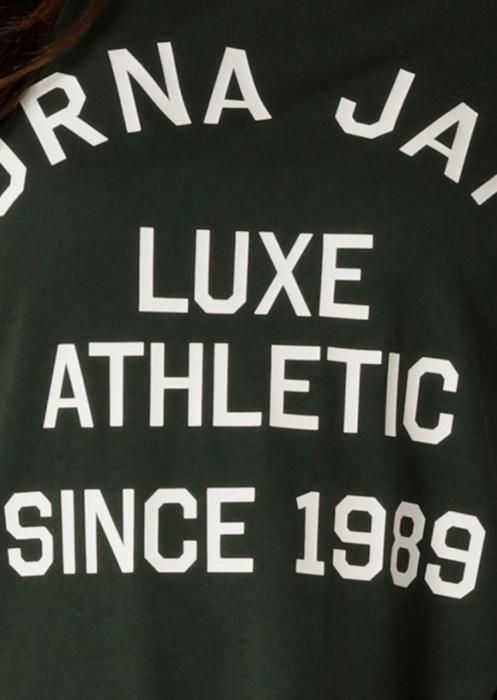 ORNA JA
LUXE
ATHLETIC
SINCE 1989